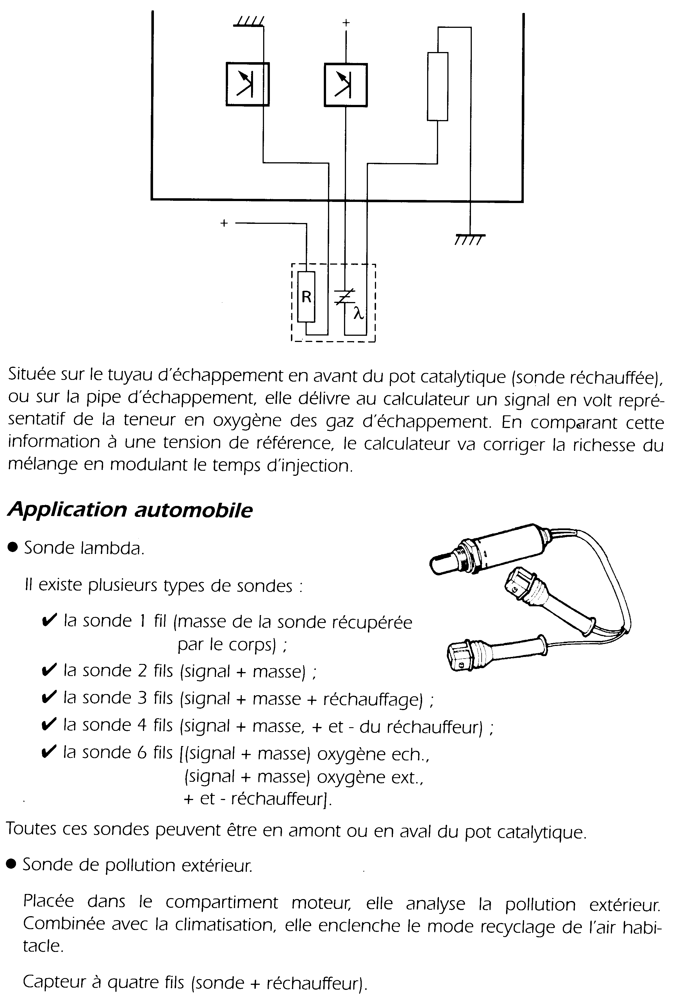 +
+
R
λ
Située sur le tuyau d'échappement en avant du pot catalytique (sonde réchauffée),
ou sur la pipe d'échappement, elle délivre au calculateur un signal en volt repré-
sentatif de la teneur en oxygène des gaz d'échappement. En comparant cette
information à une tension de référence, le calculateur va corriger la richesse du
mélange en modulant le temps d'injection.
Application automobile
● Sonde lambda.
Il existe plusieurs types de sondes :
✔ la sonde 1 fil (masse de la sonde récupérée
par le corps) ;
✔ la sonde 2 fils (signal + masse) ;
✔ la sonde 3 fils (signal + masse + réchauffage) ;
✔ la sonde 4 fils (signal + masse, + et - du réchauffeur) ;
✔ la sonde 6 fils [(signal + masse) oxygène ech.,
(signal + masse) oxygène ext.,
+ et - réchauffeur].
Toutes ces sondes peuvent être en amont ou en aval du pot catalytique.
● Sonde de pollution extérieur.
Placée dans le compartiment moteur, elle analyse la pollution extérieur.
Combinée avec la climatisation, elle enclenche le mode recyclage de l'air habi-
tacle.
Capteur à quatre fils (sonde + réchauffeur).